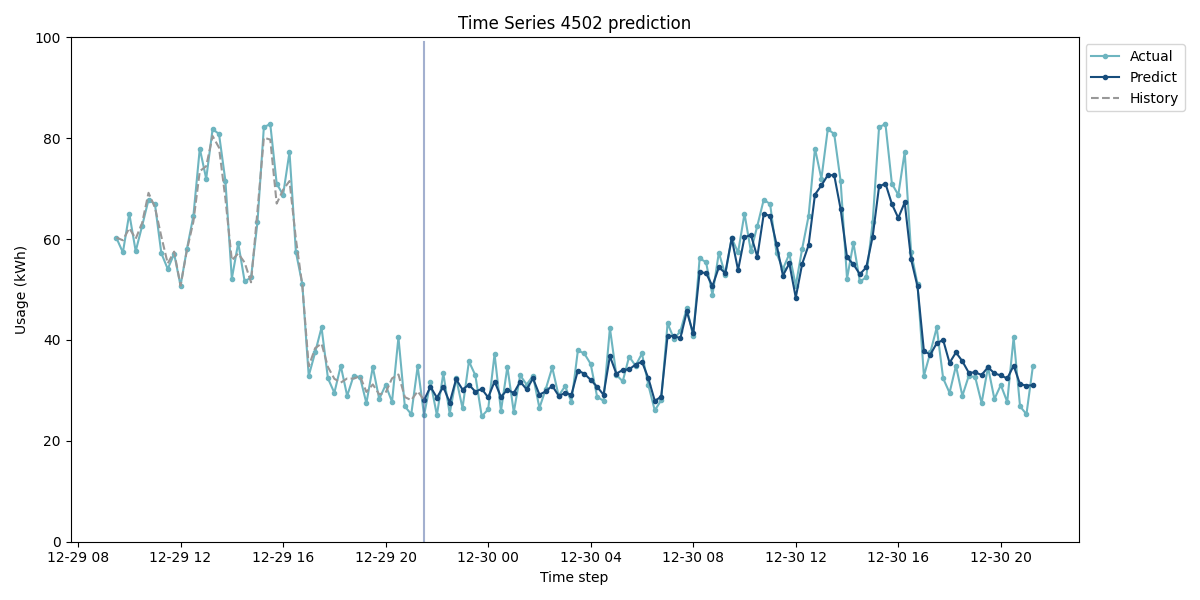 Time Series 4502 prediction
Actual
Predict
History
Usage (kWh)
100
80
60
40
20
0
12-29 08
12-29 12
12-29 16
12-29 20
12-30 00
12-30 04
12-30 08
12-30 12
12-30 16
12-30 20
Time step